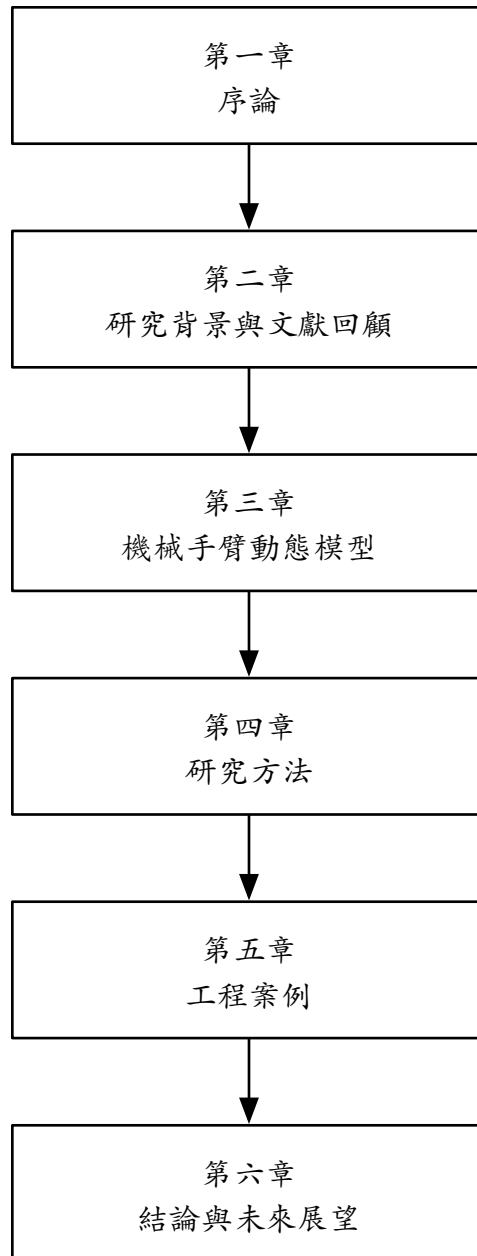 第一章
序論
第二章
研究背景與文獻回顧
第三章
機械手臂動態模型
第四章
研究方法
第五章
工程案例
第六章
結論與未來展望